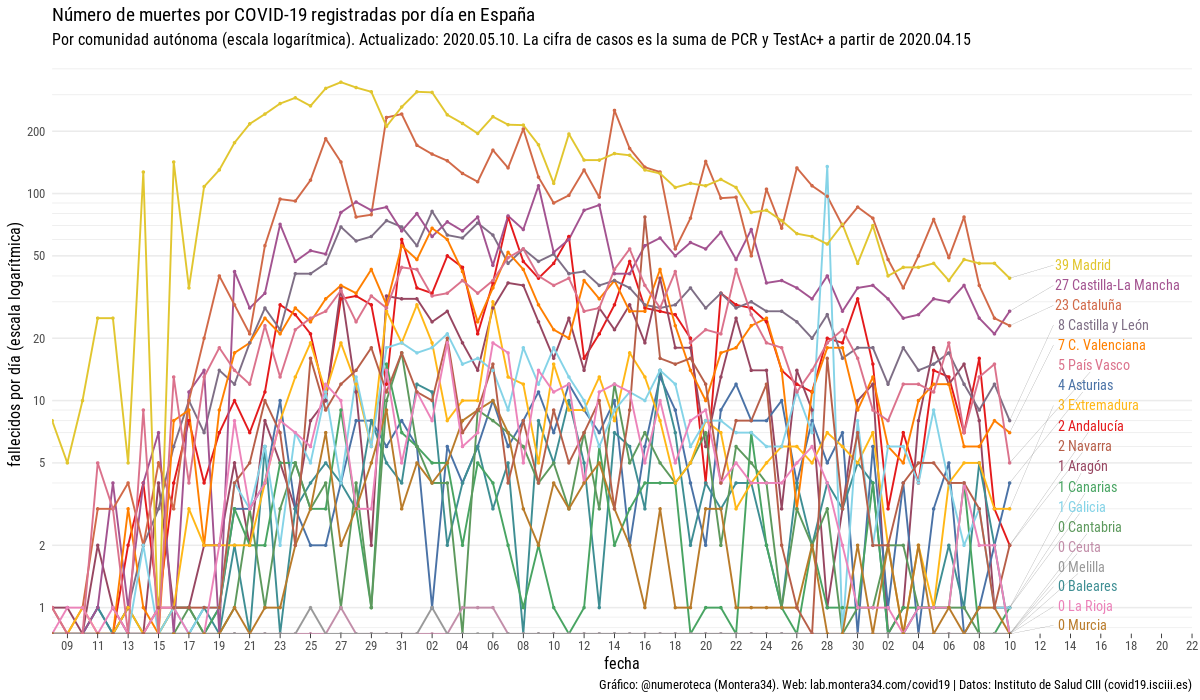 Número de muertes por COVID-19 registradas por día en España
Por comunidad autónoma (escala logarítmica). Actualizado: 2020.05.10. La cifra de casos es la suma de PCR y TestAc+ a partir de 2020.04.15
fallecidos por día (escala logarítmica)
200
100
50
20
10
5
2
1
39 Madrid
27 Castilla-La Mancha
23 Cataluña
8 Castilla y León
7 C. Valenciana
5 País Vasco
4 Asturias
3 Extremadura
2 Andalucía
2 Navarra
1 Aragón
1 Canarias
1 Galicia
0 Cantabria
0 Ceuta
0 Melilla
0 Baleares
0 La Rioja
0 Murcia
09 11 13 15 17 19 20 22 23 25 27 29 31 02 04 06 08 10 12 14 16 18 20 22 24 26 28 30 02 04 06 08 10 12 14 16 18 20 22
fecha
Gráfico: @numeroteca (Montera34). Web: lab.montera34.com/covid19 | Datos: Instituto de Salud CIII (covid19.isciii.es)